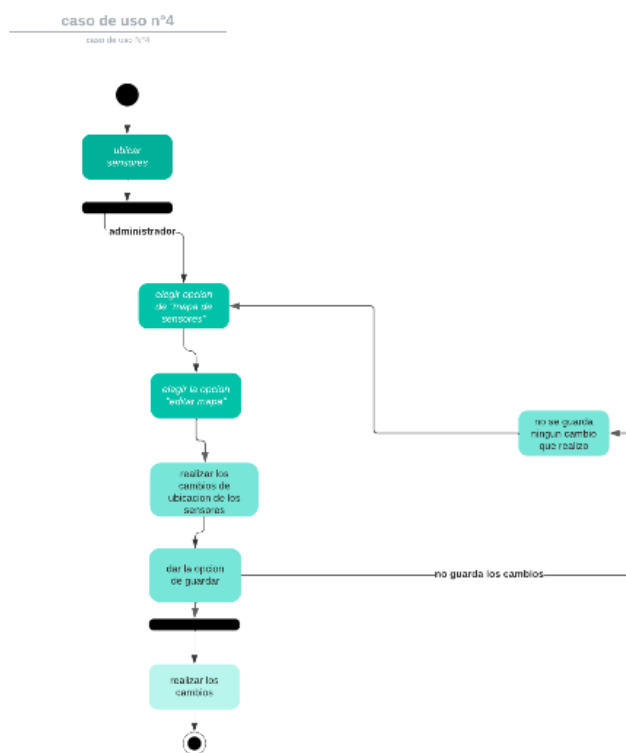 caso de uso n°4
caso de uso N°4
ubicar
sensores
administrador
elegir opcion
de "mapa de
sensores"
elegir la opcion
"editar mapa"
no se guarda
ningun cambio
que realizo
realizar los
cambios de
ubicacion de los
sensores
dar la opcion
de guardar
no guarda los cambios
realizar los
cambios